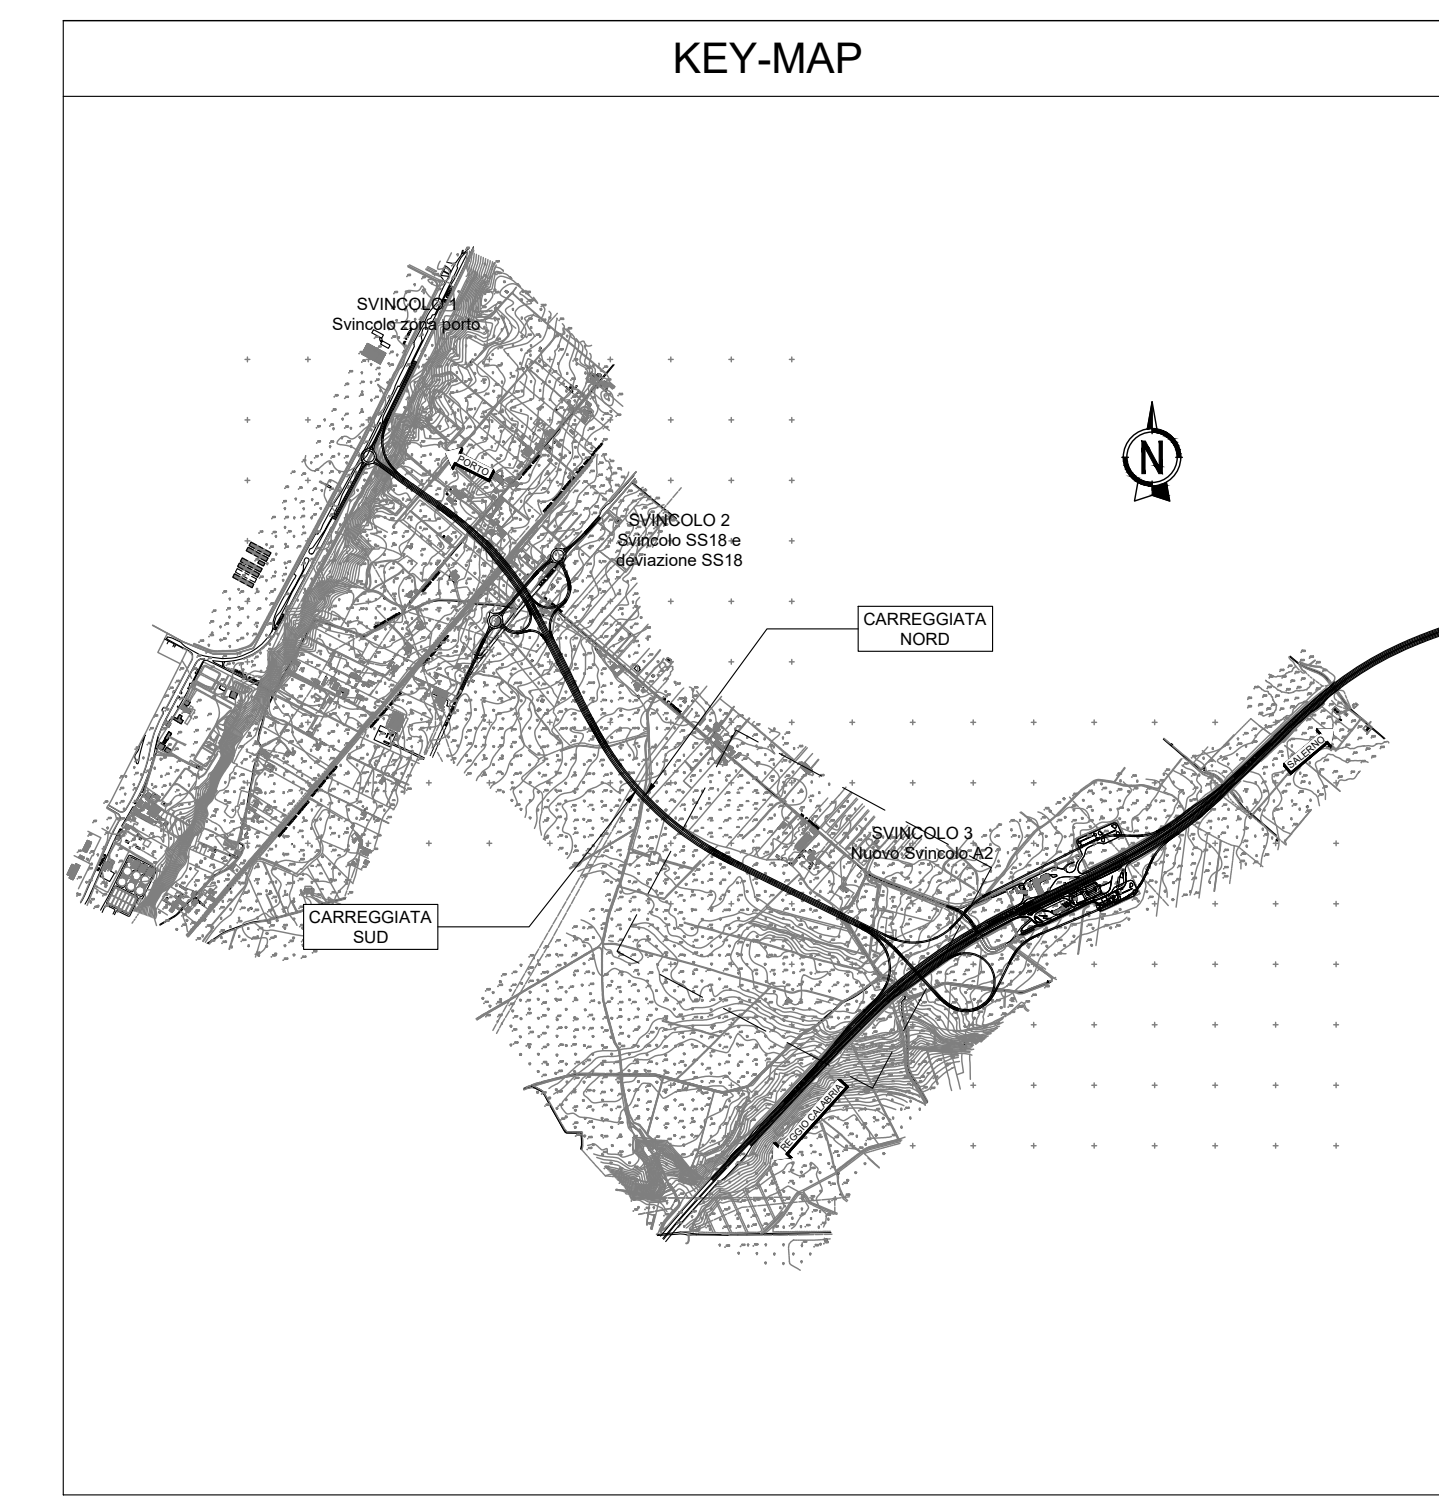 KEY-MAP
SVINCOLO 1
Svincolo zona porto
N
PORTO
SVINCOLO 2
Svincolo SS18 e
deviazione SS18
CARREGGIATA
NORD
SALERNO
SVINCOLO 3
Nuovo Svincolo A2
CARREGGIATA
SUD
REGGIO CALABRIA